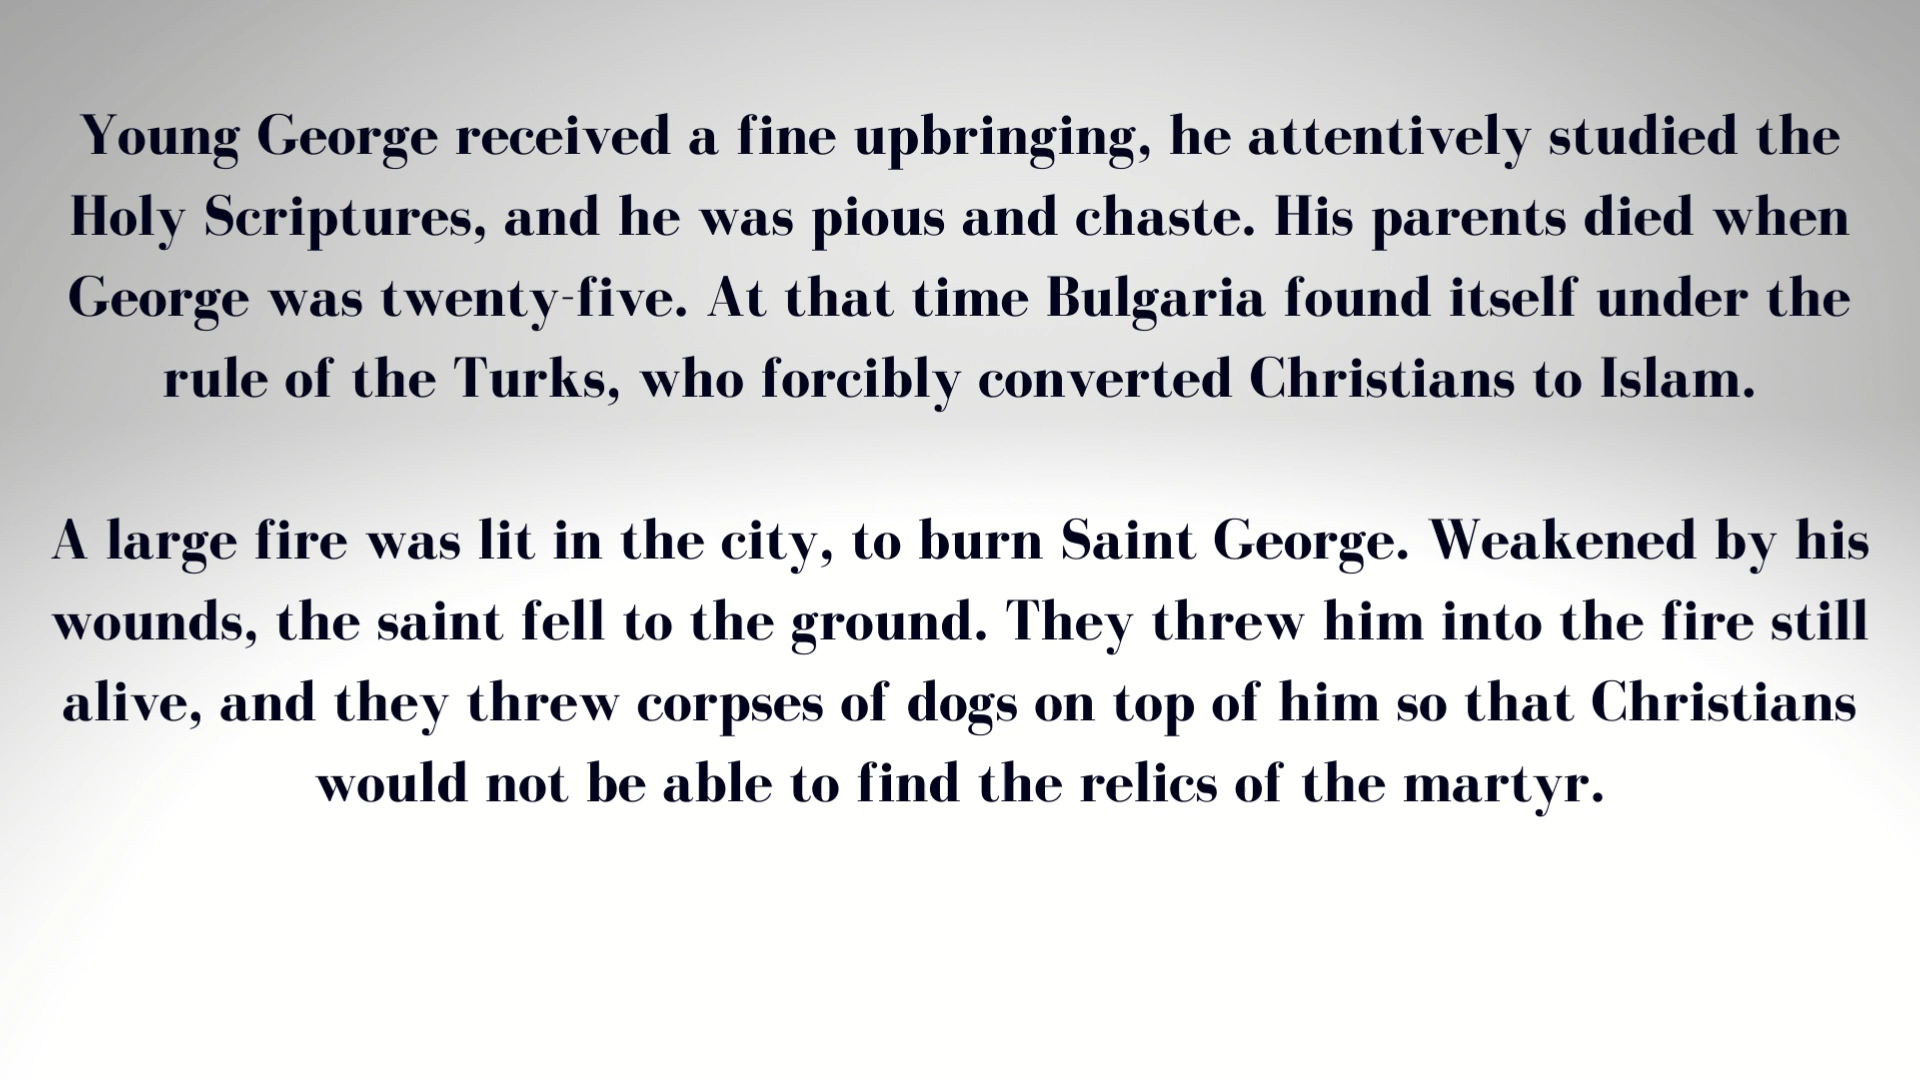 Young George received a fine upbringing, he attentively studied the
Holy Scriptures, and he was pious and chaste. His parents died when
George was twenty-five. At that time Bulgaria found itself under the
rule of the Turks, who forcibly converted Christians to Islam.
A large fire was lit in the city, to burn Saint George. Weakened by his
wounds, the saint fell to the ground. They threw him into the fire still
alive, and they threw corpses of dogs on top of him so that Christians
would not be able to find the relics of the martyr.